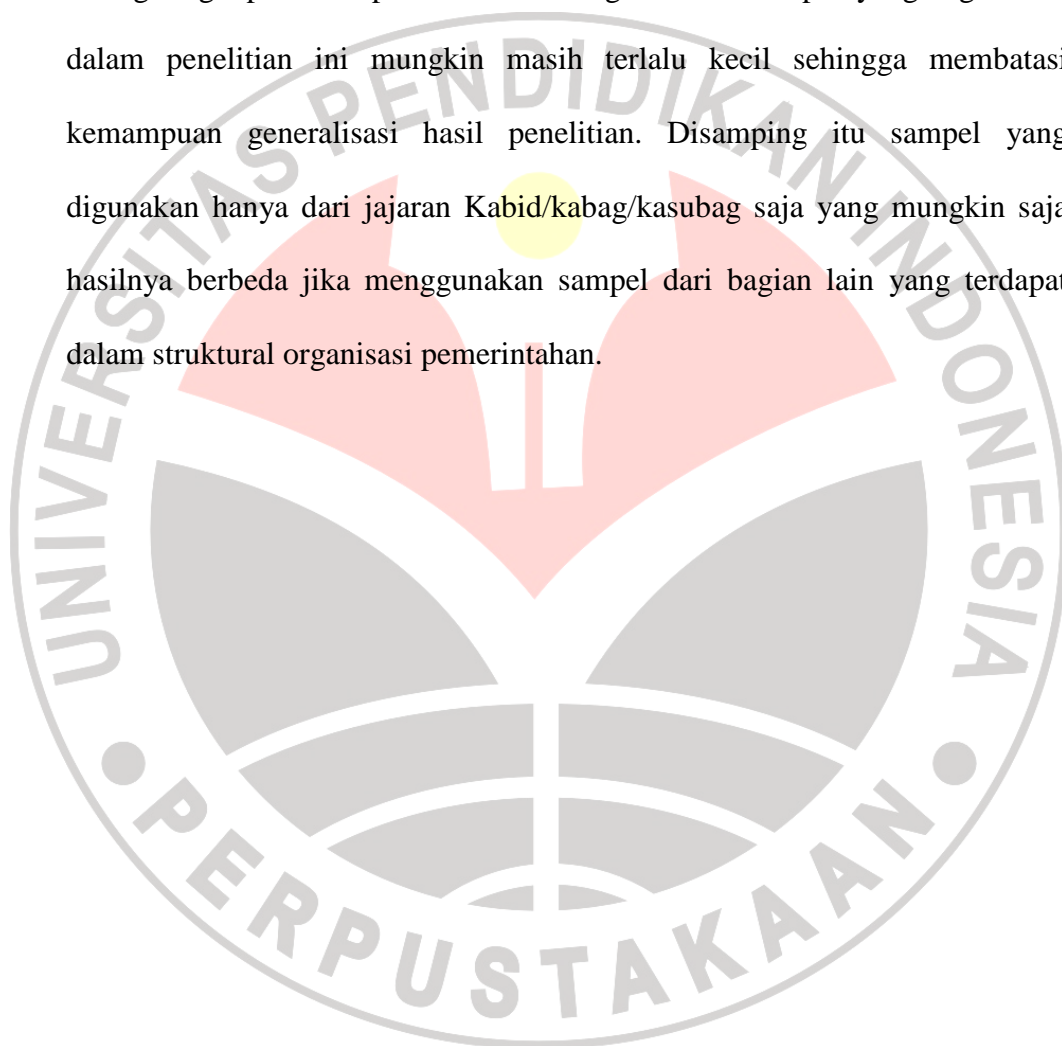 dalam penelitian ini mungkin masih terlalu kecil sehingga membatasi
kemampuan generalisasi hasil penelitian. Disamping itu sampel yang
digunakan hanya dari jajaran Kabid/kabag/kasubag saja yang mungkin saja
hasilnya berbeda jika menggunakan sampel dari bagian lain yang terdapat
dalam struktural organisasi pemerintahan.
UNIVERSITAS PENDIDIKAN INDONESIA
PERPUSTAKAAN